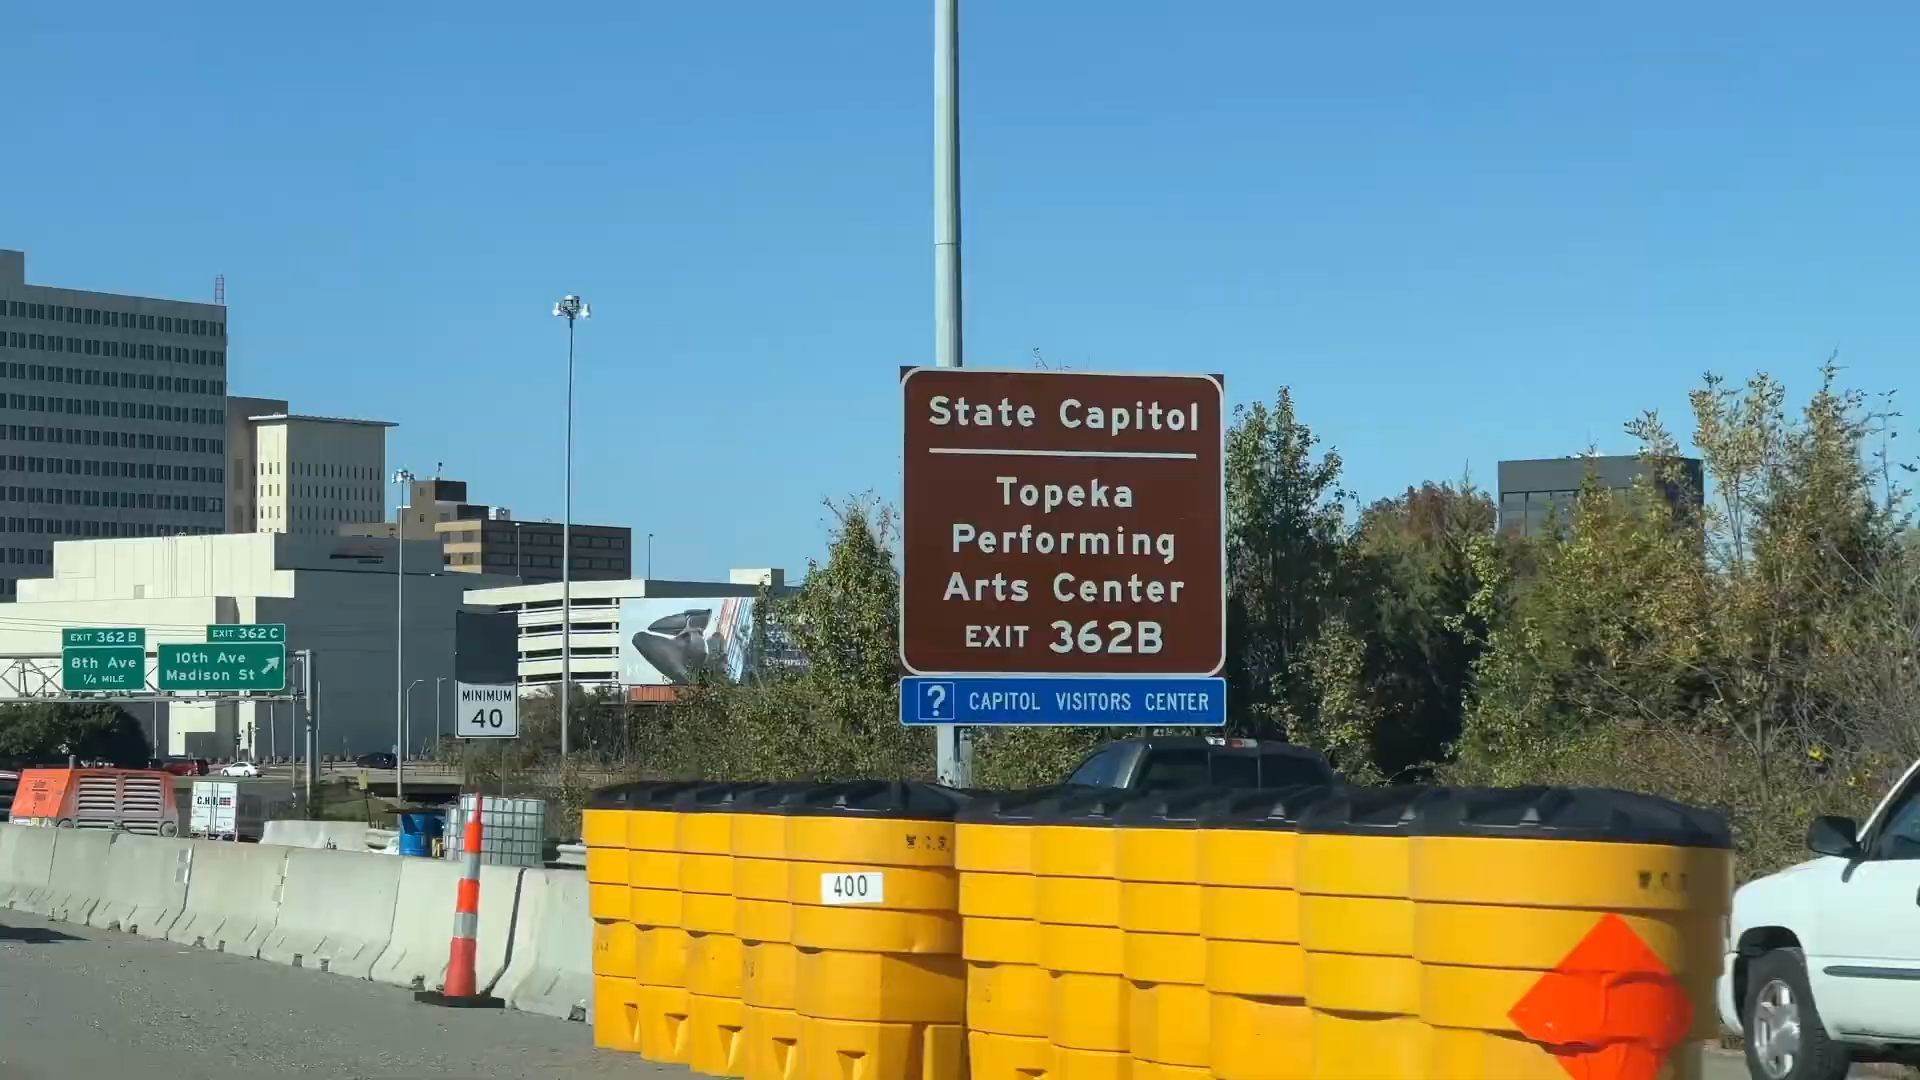 State Capitol
Topeka
Performing
Arts Center
EXIT 362B
? CAPITOL VISITORS CENTER
EXIT 362B
8th Ave
1/4 MILE
EXIT 362C
10th Ave
Madison St
MINIMUM
40
400